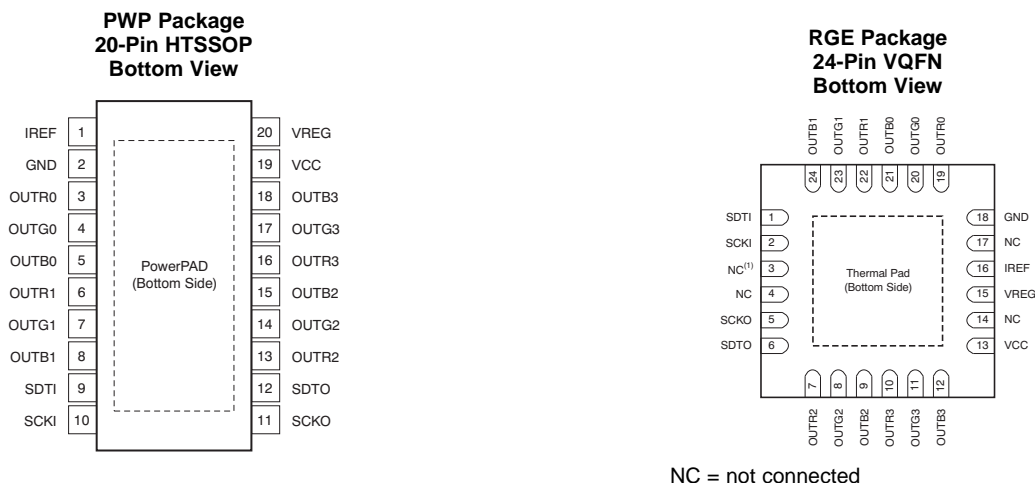 PWP Package
20-Pin HTSSOP
Bottom View
IREF 1
GND 2
OUTR0 3
OUTG0 4
OUTB0 5
OUTR1 6
OUTG1 7
OUTB1 8
SDTI 9
SCKI 10
PowerPAD
(Bottom Side)
20 VREG
19 VCC
18 OUTB3
17 OUTG3
16 OUTR3
15 OUTB2
14 OUTG2
13 OUTR2
12 SDTO
11 SCKO
RGE Package
24-Pin VQFN
Bottom View
OUTB1 OUTG1 OUTR1 OUTB0 OUTG0 OUTR0
24 23 22 21 20 19
SDTI 1
SCKI 2
NC(1) 3
NC 4
SCKO 5
SDTO 6
Thermal Pad
(Bottom Side)
18 GND
17 NC
16 IREF
15 VREG
14 NC
13 VCC
7 8 9 10 11 12
OUTR2 OUTG2 OUTB2 OUTR3 OUTG3 OUTB3
NC = not connected